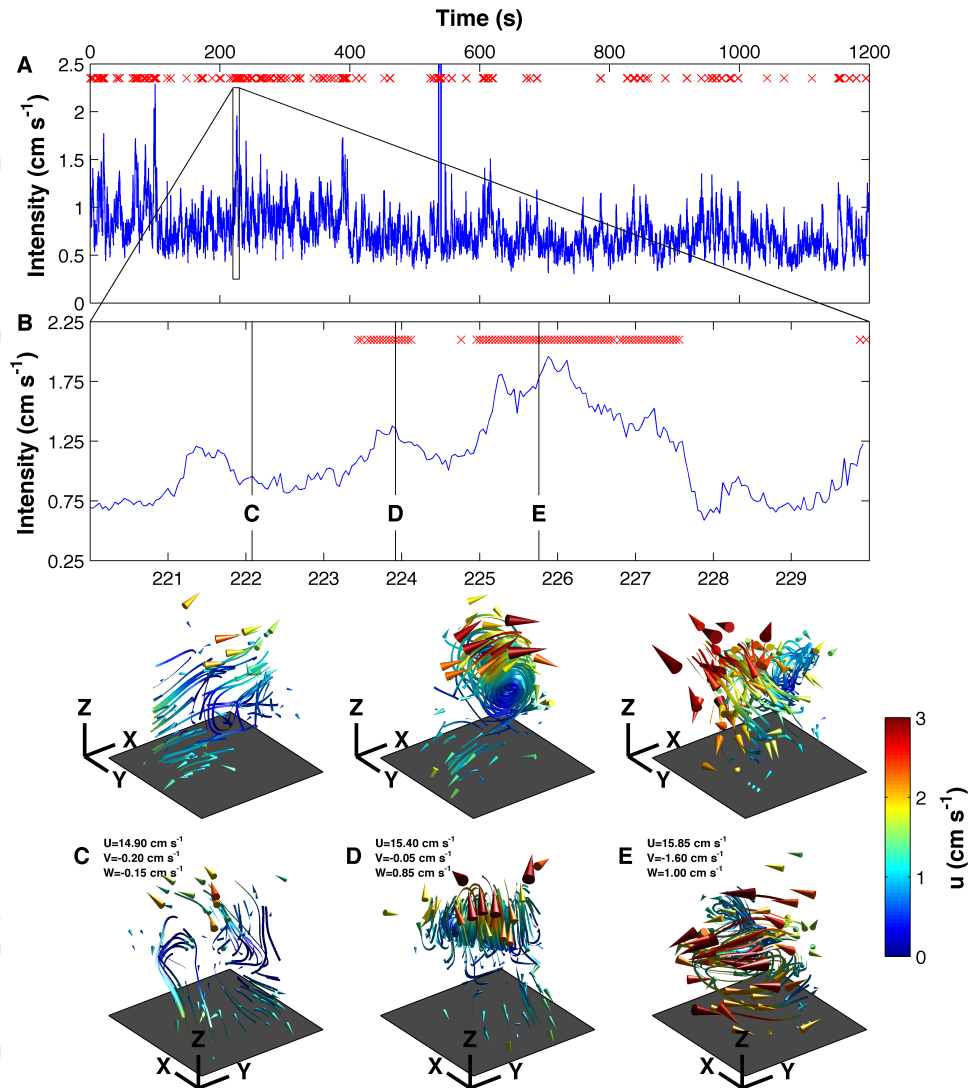 Time (s)
0 200 400 600 800 1000 1200
A
2.5
2
1.5
1
0.5
0
Intensity (cm s⁻¹)
B
2.25
1.75
1.25
0.75
0.25
Intensity (cm s⁻¹)
C D E
221 222 223 224 225 226 227 228 229
Z X Y
Z X Y
Z X Y
3
2
1
0
u (cm s⁻¹)
C
U=14.90 cm s⁻¹
V=-0.20 cm s⁻¹
W=-0.15 cm s⁻¹
D
U=15.40 cm s⁻¹
V=-0.05 cm s⁻¹
W=0.85 cm s⁻¹
E
U=15.85 cm s⁻¹
V=-1.60 cm s⁻¹
W=1.00 cm s⁻¹
Z X Y
Z X Y
Z X Y